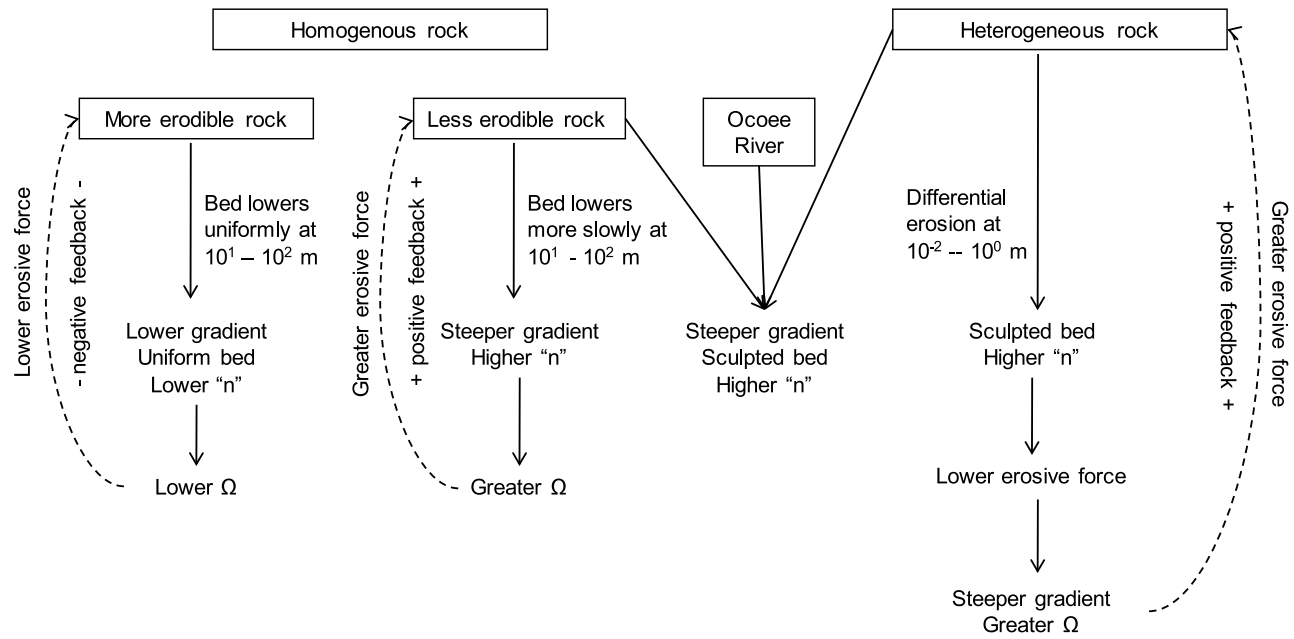 Homogenous rock
Heterogeneous rock
More erodible rock
Less erodible rock
Ocoee
River
Lower erosive force
- negative feedback -
Bed lowers
uniformly at
10¹ – 10² m
Greater erosive force
+ positive feedback +
Bed lowers
more slowly at
10¹ - 10² m
Differential
erosion at
10⁻² -- 10⁰ m
+ positive feedback +
Greater erosive force
Lower gradient
Uniform bed
Lower “n”
Steeper gradient
Higher “n”
Steeper gradient
Sculpted bed
Higher “n”
Sculpted bed
Higher “n”
Lower Ω
Greater Ω
Lower erosive force
Steeper gradient
Greater Ω